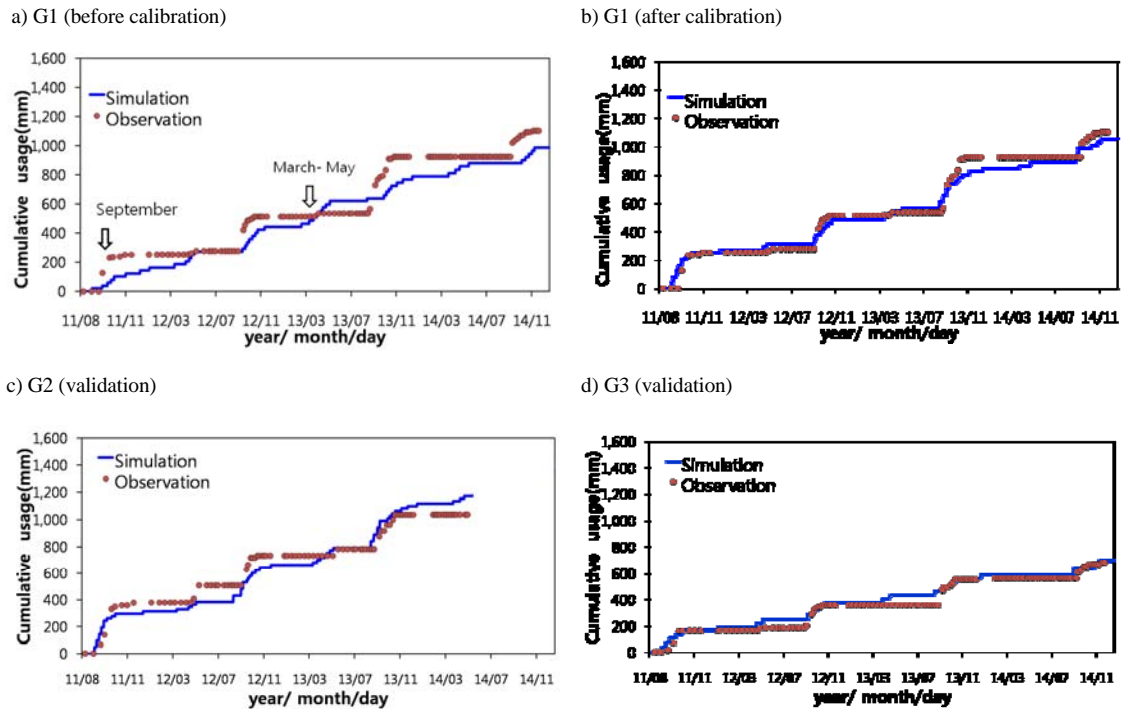 a) G1 (before calibration)
1,600
1,400
1,200
1,000
800
600
400
200
0
Cumulative usage(mm)
Simulation
Observation
September
March- May
11/08 11/11 12/03 12/07 12/11 13/03 13/07 13/11 14/03 14/07 14/11
year/ month/day
b) G1 (after calibration)
1,600
1,400
1,200
1,000
800
600
400
200
0
Cumulative usage(mm)
Simulation
Observation
11/08 11/11 12/03 12/07 12/11 13/03 13/07 13/11 14/03 14/07 14/11
year/ month/day
c) G2 (validation)
1,600
1,400
1,200
1,000
800
600
400
200
0
Cumulative usage(mm)
Simulation
Observation
11/08 11/11 12/03 12/07 12/11 13/03 13/07 13/11 14/03 14/07 14/11
year/ month/day
d) G3 (validation)
1,600
1,400
1,200
1,000
800
600
400
200
0
Cumulative usage(mm)
Simulation
Observation
11/08 11/11 12/03 12/07 12/11 13/03 13/07 13/11 14/03 14/07 14/11
year/ month/day